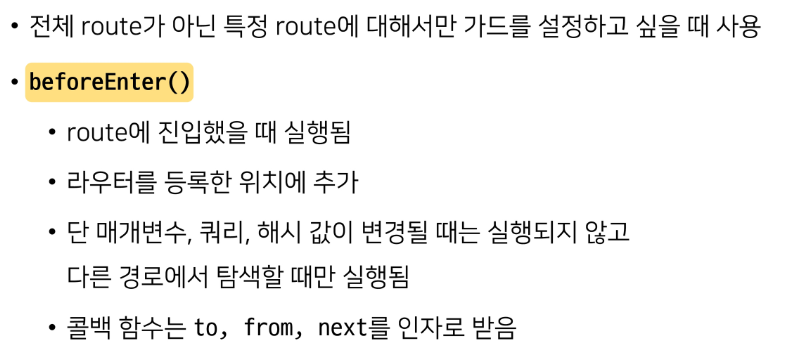 • 전체 route가 아닌 특정 route에 대해서만 가드를 설정하고 싶을 때 사용
• beforeEnter()
• route에 진입했을 때 실행됨
• 라우터를 등록한 위치에 추가
• 단 매개변수, 쿼리, 해시 값이 변경될 때는 실행되지 않고
다른 경로에서 탐색할 때만 실행됨
• 콜백 함수는 to, from, next를 인자로 받음